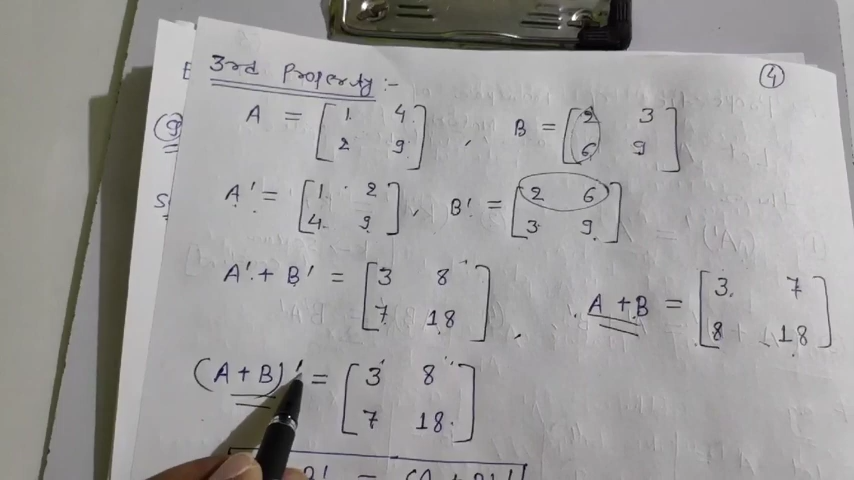 3rd Property:- 4
A = [1 4 2 9], B = [2 3 6 9]
A' = [1 2 4 9], B' = [2 6 3 9]
A' + B' = [3 8 7 18], A + B = [3 7 8 18]
(A + B)' = [3 8 7 18]
B' = (A + B)'